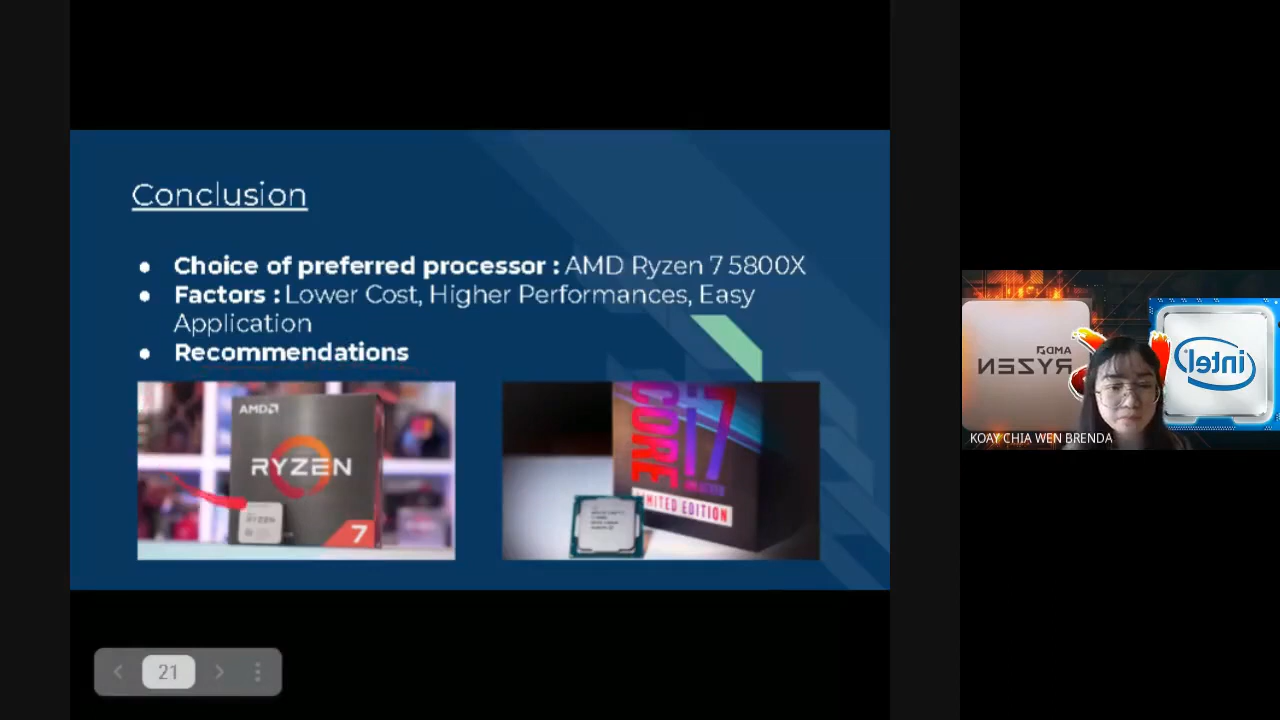 Conclusion
Choice of preferred processor : AMD Ryzen 7 5800X
Factors : Lower Cost, Higher Performances, Easy
Application
Recommendations
AMD
RYZEN
RYZEN
7
CORE
i7
LIMITED EDITION
AMD
RYZEN
intel
KOAY CHIA WEN BRENDA
21